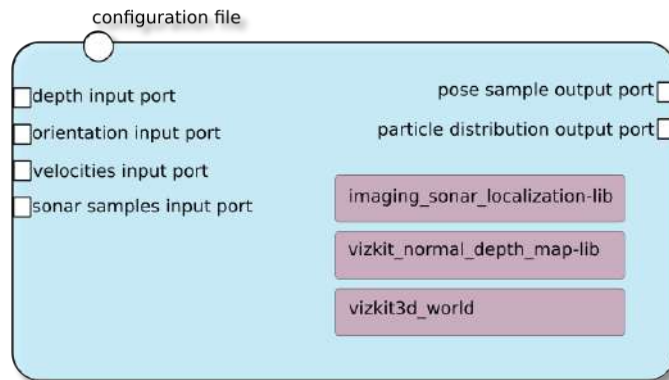 configuration file
depth input port
orientation input port
velocities input port
sonar samples input port
pose sample output port
particle distribution output port
imaging_sonar_localization-lib
vizkit_normal_depth_map-lib
vizkit3d_world